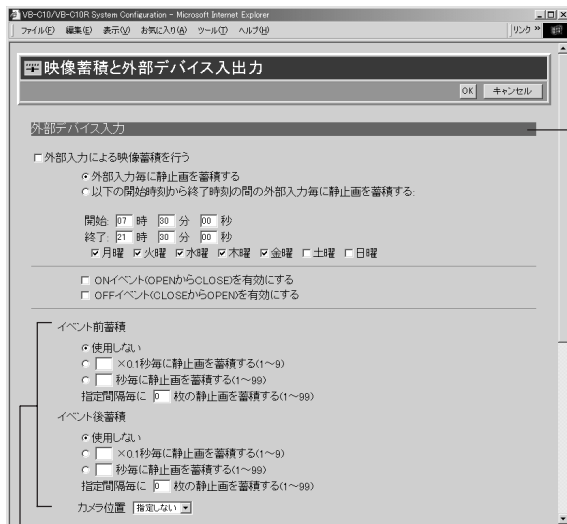 VB-C10/VB-C10R System Configuration - Microsoft Internet Explorer
ファイル(F) 編集(E) 表示(V) お気に入り(A) ツール(T) ヘルプ(H) リンク »
映像蓄積と外部デバイス入出力
OK キャンセル
外部デバイス入力
外部入力による映像蓄積を行う
外部入力毎に静止画を蓄積する
以下の開始時刻から終了時刻の間の外部入力毎に静止画を蓄積する:
開始: 07 時 30 分 00 秒
終了: 21 時 30 分 00 秒
月曜 火曜 水曜 木曜 金曜 土曜 日曜
ONイベント(OPENからCLOSE)を有効にする
OFFイベント(CLOSEからOPEN)を有効にする
イベント前蓄積
使用しない
×0.1秒毎に静止画を蓄積する(1～9)
秒毎に静止画を蓄積する(1～99)
指定間隔毎に 0 枚の静止画を蓄積する(1～99)
イベント後蓄積
使用しない
×0.1秒毎に静止画を蓄積する(1～9)
秒毎に静止画を蓄積する(1～99)
指定間隔毎に 0 枚の静止画を蓄積する(1～99)
カメラ位置 指定しない